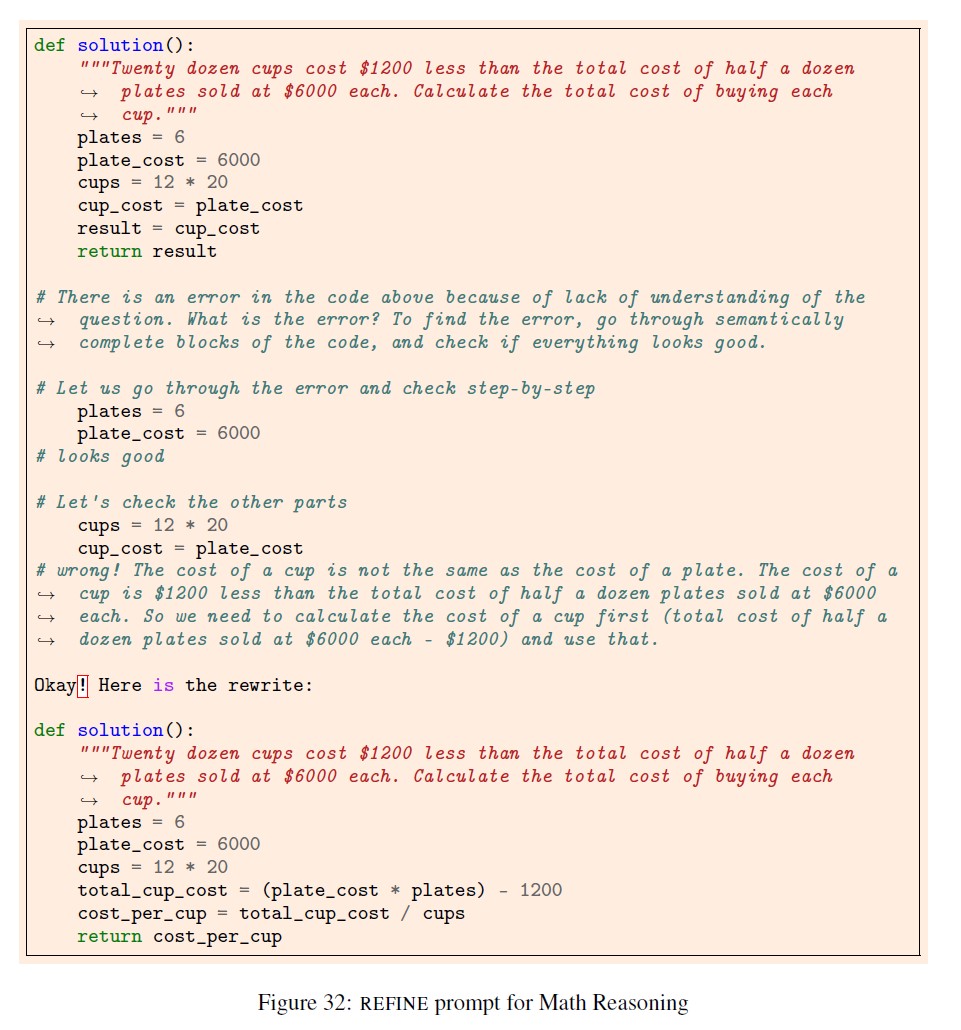 def solution():
    """Twenty dozen cups cost $1200 less than the total cost of half a dozen
    ↪ plates sold at $6000 each. Calculate the total cost of buying each
    ↪ cup."""
    plates = 6
    plate_cost = 6000
    cups = 12 * 20
    cup_cost = plate_cost
    result = cup_cost
    return result
# There is an error in the code above because of lack of understanding of the
↪ question. What is the error? To find the error, go through semantically
↪ complete blocks of the code, and check if everything looks good.
# Let us go through the error and check step-by-step
    plates = 6
    plate_cost = 6000
# looks good
# Let's check the other parts
    cups = 12 * 20
    cup_cost = plate_cost
# wrong! The cost of a cup is not the same as the cost of a plate. The cost of a
↪ cup is $1200 less than the total cost of half a dozen plates sold at $6000
↪ each. So we need to calculate the cost of a cup first (total cost of half a
↪ dozen plates sold at $6000 each - $1200) and use that.
Okay! Here is the rewrite:
def solution():
    """Twenty dozen cups cost $1200 less than the total cost of half a dozen
    ↪ plates sold at $6000 each. Calculate the total cost of buying each
    ↪ cup."""
    plates = 6
    plate_cost = 6000
    cups = 12 * 20
    total_cup_cost = (plate_cost * plates) - 1200
    cost_per_cup = total_cup_cost / cups
    return cost_per_cup
Figure 32: REFINE prompt for Math Reasoning